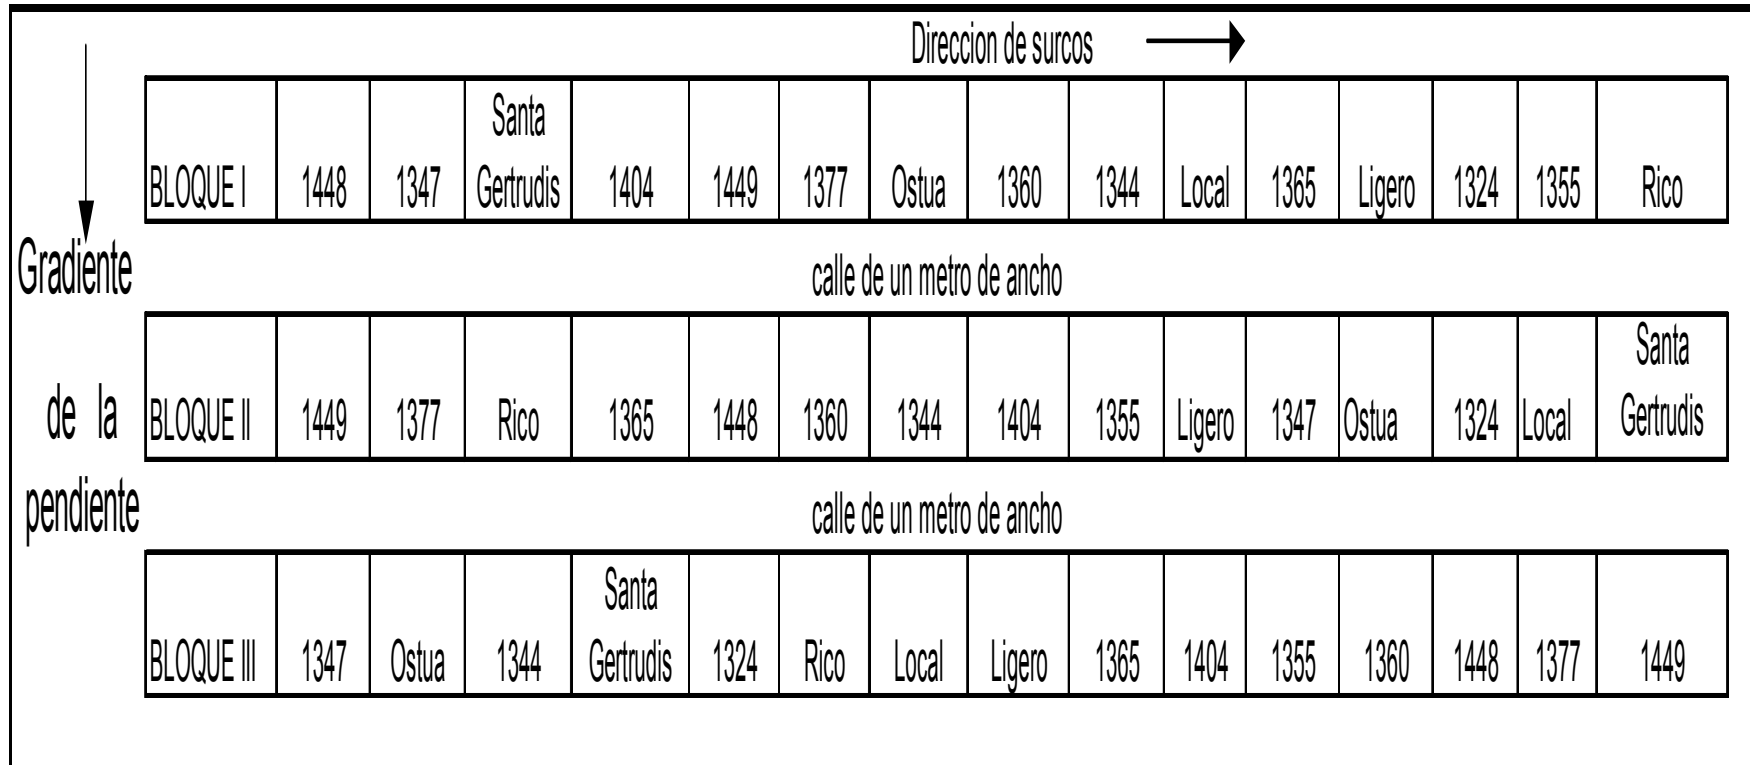 Direccion de surcos
Santa
BLOQUE I 1448 1347 Gertrudis 1404 1449 1377 Ostua 1360 1344 Local 1365 Ligero 1324 1355 Rico
Gradiente
calle de un metro de ancho
Santa
de la
BLOQUE II 1449 1377 Rico 1365 1448 1360 1344 1404 1355 Ligero 1347 Ostua 1324 Local Gertrudis
pendiente
calle de un metro de ancho
Santa
BLOQUE III 1347 Ostua 1344 Gertrudis 1324 Rico Local Ligero 1365 1404 1355 1360 1448 1377 1449